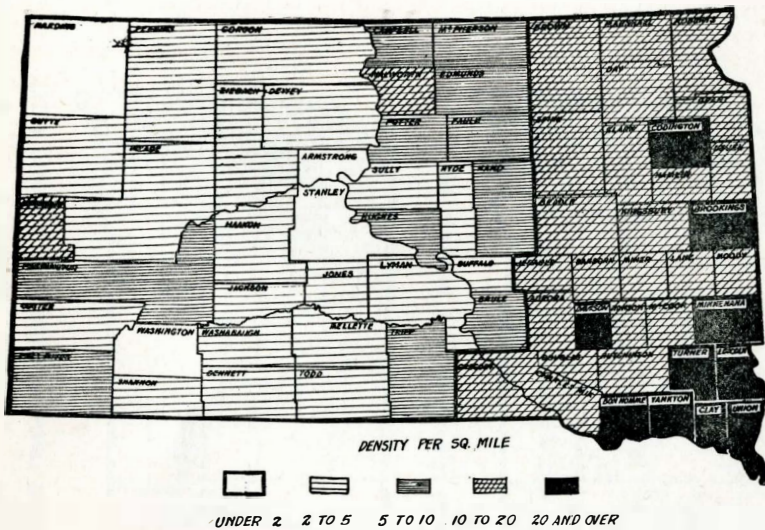 HARDING PERKINS CORSON CAMPBELL McPHERSON BROWN MARSHALL ROBERTS
WALWORTH EDMUNDS DAY
ZIEBACH DEWEY GRANT
BUTTE POTTER FAULK SPINK CLARK CODINGTON
MEADE ARMSTRONG SULLY HYDE HAND HAMLIN DEUEL
STANLEY
HAAKON HUGHES BEADLE KINGSBURY BROOKINGS
PENNINGTON LYMAN BUFFALO JERAULD SANBORN MINER LAKE MOODY
JACKSON JONES BRULE AURORA
CUSTER HANSON McCOOK MINNEHAHA
WASHINGTON WASHABAUGH MELLETTE TRIPP
FALL RIVER DOUGLAS HUTCHINSON TURNER LINCOLN
SHANNON BENNETT TODD GREGORY CHARLES MIX
BON HOMME YANKTON CLAY UNION
DENSITY PER SQ. MILE
UNDER 2 2 TO 5 5 TO 10 10 TO 20 20 AND OVER